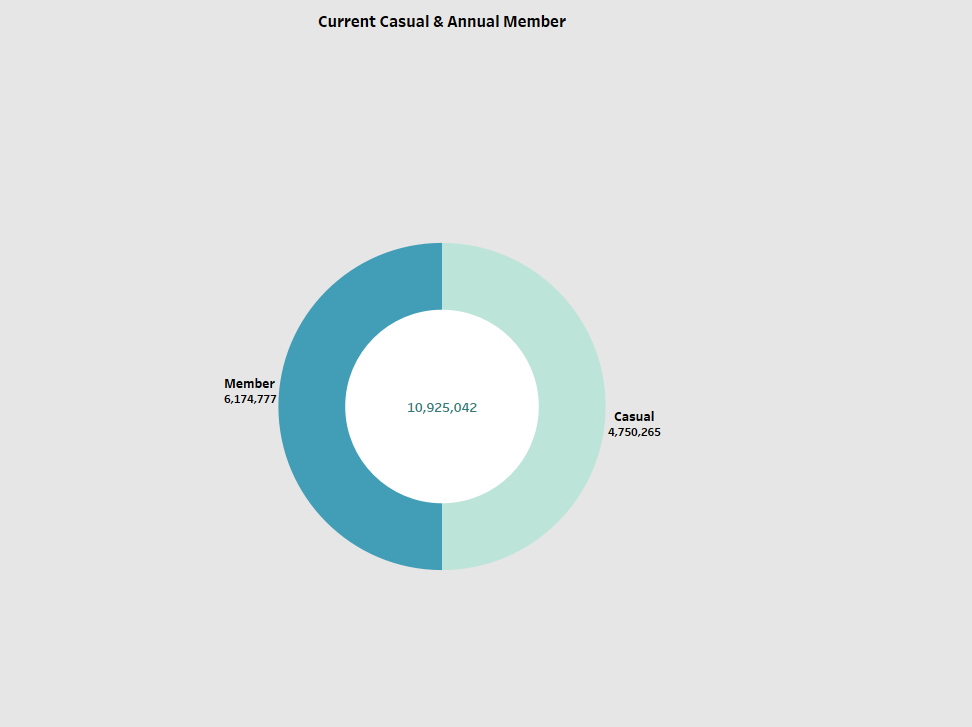 Current Casual & Annual Member
Member
6,174,777
10,925,042
Casual
4,750,265